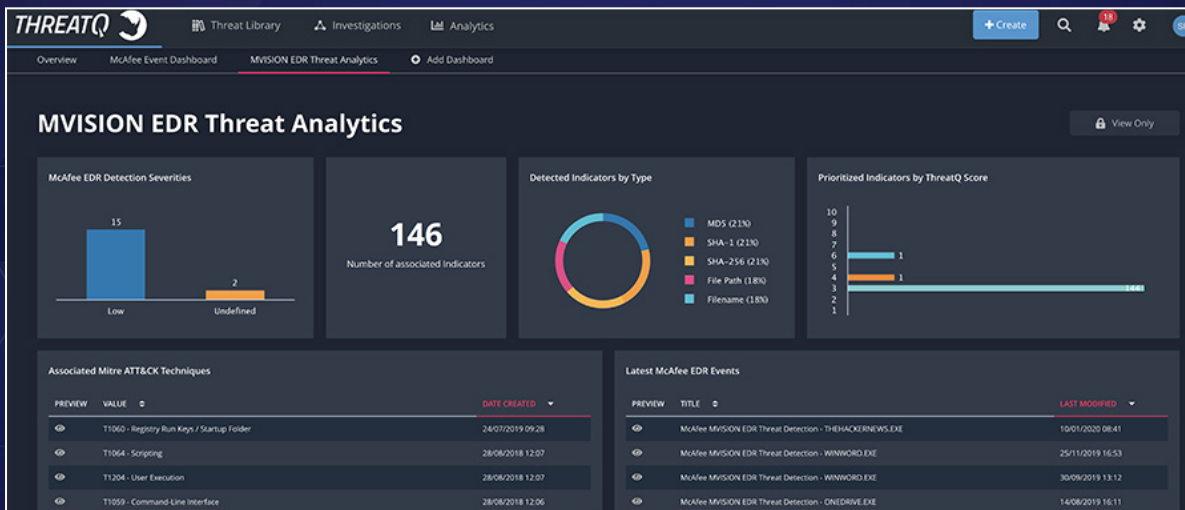 THREATQ
Threat Library
Investigations
Analytics
+ Create
18
Overview
McAfee Event Dashboard
MVISION EDR Threat Analytics
Add Dashboard
MVISION EDR Threat Analytics
View Only
McAfee EDR Detection Severities
15
2
Low
Undefined
146
Number of associated Indicators
Detected Indicators by Type
MD5 (21%)
SHA-1 (21%)
SHA-256 (21%)
File Path (18%)
Filename (18%)
Prioritized Indicators by ThreatQ Score
10
9
8
7
6
5
4
3
2
1
1
1
144
Associated Mitre ATT&CK Techniques
PREVIEW VALUE DATE CREATED
T1060 - Registry Run Keys / Startup Folder 24/07/2019 09:28
T1064 - Scripting 28/08/2018 12:07
T1204 - User Execution 28/08/2018 12:07
T1059 - Command-Line Interface 28/08/2018 12:06
Latest McAfee EDR Events
PREVIEW TITLE LAST MODIFIED
McAfee MVISION EDR Threat Detection - THEHACKERNEWS.EXE 10/01/2020 08:41
McAfee MVISION EDR Threat Detection - WINWORD.EXE 25/11/2019 16:53
McAfee MVISION EDR Threat Detection - WINWORD.EXE 30/09/2019 13:12
McAfee MVISION EDR Threat Detection - ONEDRIVE.EXE 14/08/2019 16:11